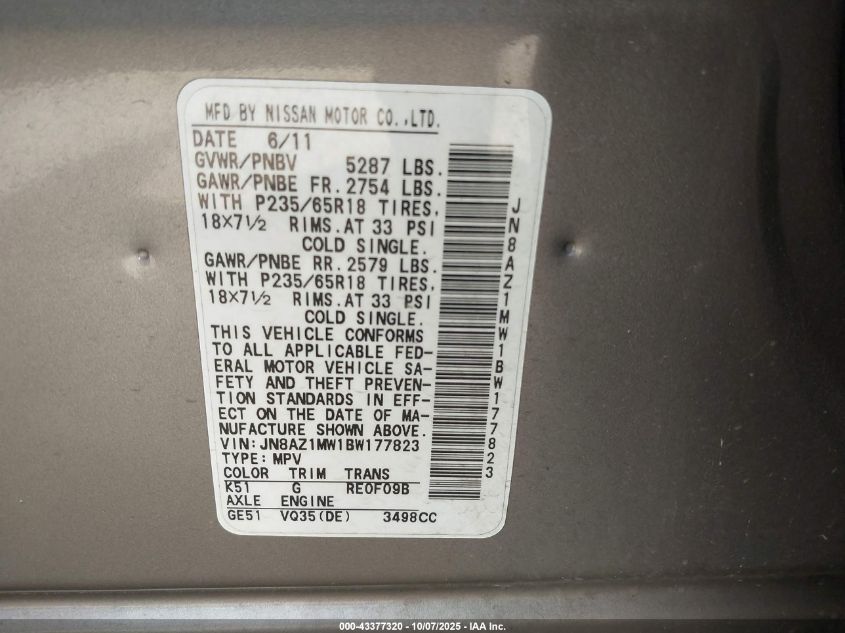 MFD BY NISSAN MOTOR CO.,LTD.
DATE 6/11
GVWR/PNBV 5287 LBS.
GAWR/PNBE FR. 2754 LBS.
WITH P235/65R18 TIRES,
18X7½ RIMS. AT 33 PSI
COLD SINGLE.
GAWR/PNBE RR. 2579 LBS.
WITH P235/65R18 TIRES,
18X7½ RIMS. AT 33 PSI
COLD SINGLE.
THIS VEHICLE CONFORMS
TO ALL APPLICABLE FED-
ERAL MOTOR VEHICLE SA-
FETY AND THEFT PREVEN-
TION STANDARDS IN EFF-
ECT ON THE DATE OF MA-
NUFACTURE SHOWN ABOVE.
VIN: JN8AZ1MW1BW177823
TYPE: MPV
COLOR TRIM TRANS
K51 G RE0F09B
AXLE ENGINE
GE51 VQ35(DE) 3498CC
JN8AZ1MW1BW177823
000-43377320 - 10/07/2025 - IAA Inc.